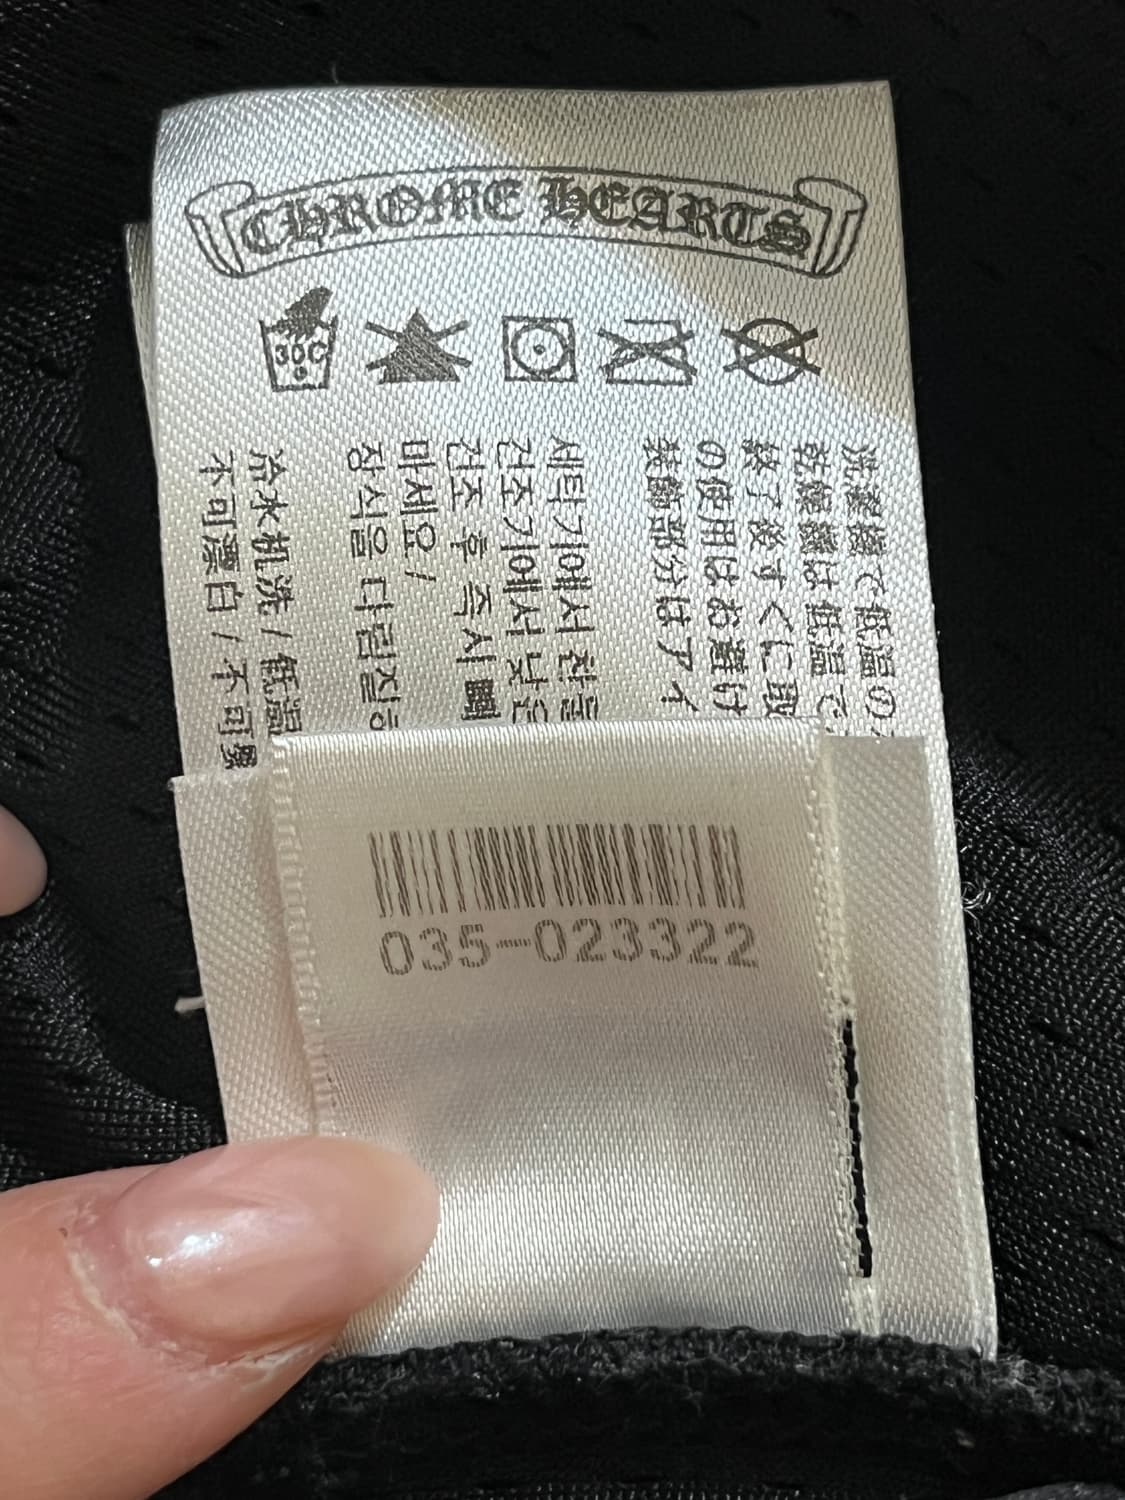 CHROME HEARTS
30C
洗濯機で低温の
乾燥機は低温で
終了後すぐに取
の使用はお避け
装飾部分はアイ
세탁기에서 찬물
건조기에서 낮은
건조 후 즉시 빼
마세요 /
장식을 다림질하
冷水机洗 / 低温
不可漂白 / 不可熨
035-023322